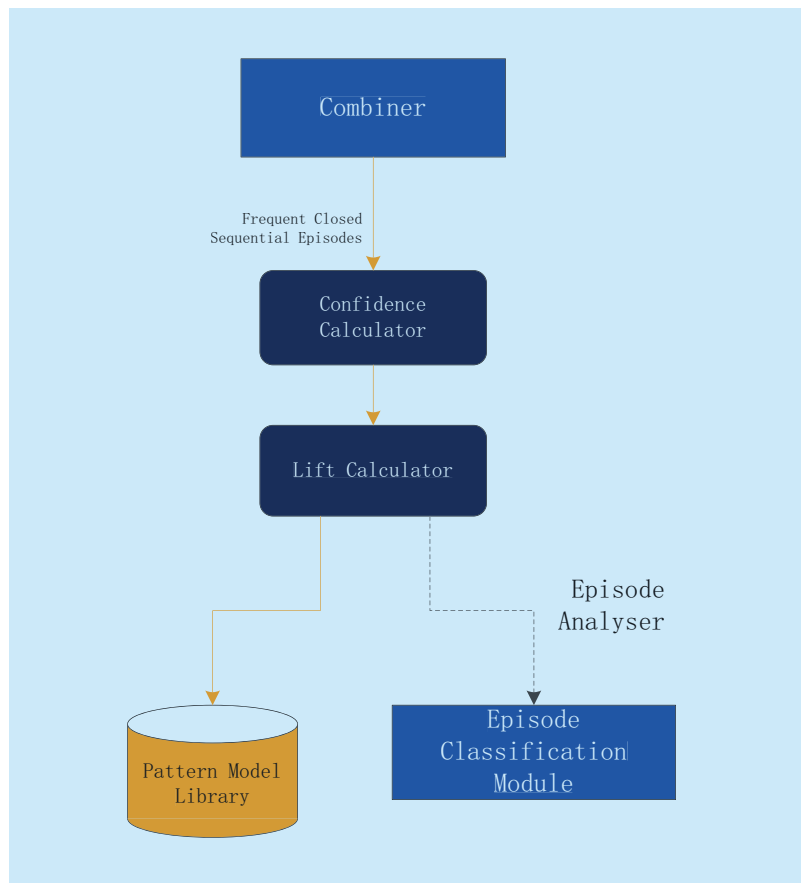 Combiner
Frequent Closed
Sequential Episodes
Confidence
Calculator
Lift Calculator
Episode
Analyser
Pattern Model
Library
Episode
Classification
Module